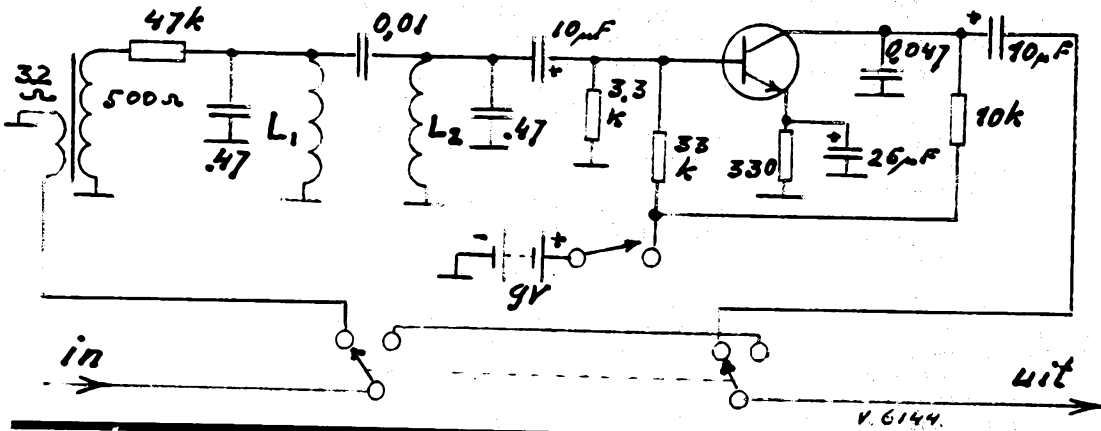 47k
0,01
10µF
+
32
Ω
500Ω
.47
L1
L2
.47
3,3
k
33
k
330
+
25µF
0,047
+
10µF
10k
-
+
9V
in
uit
V. 6144.